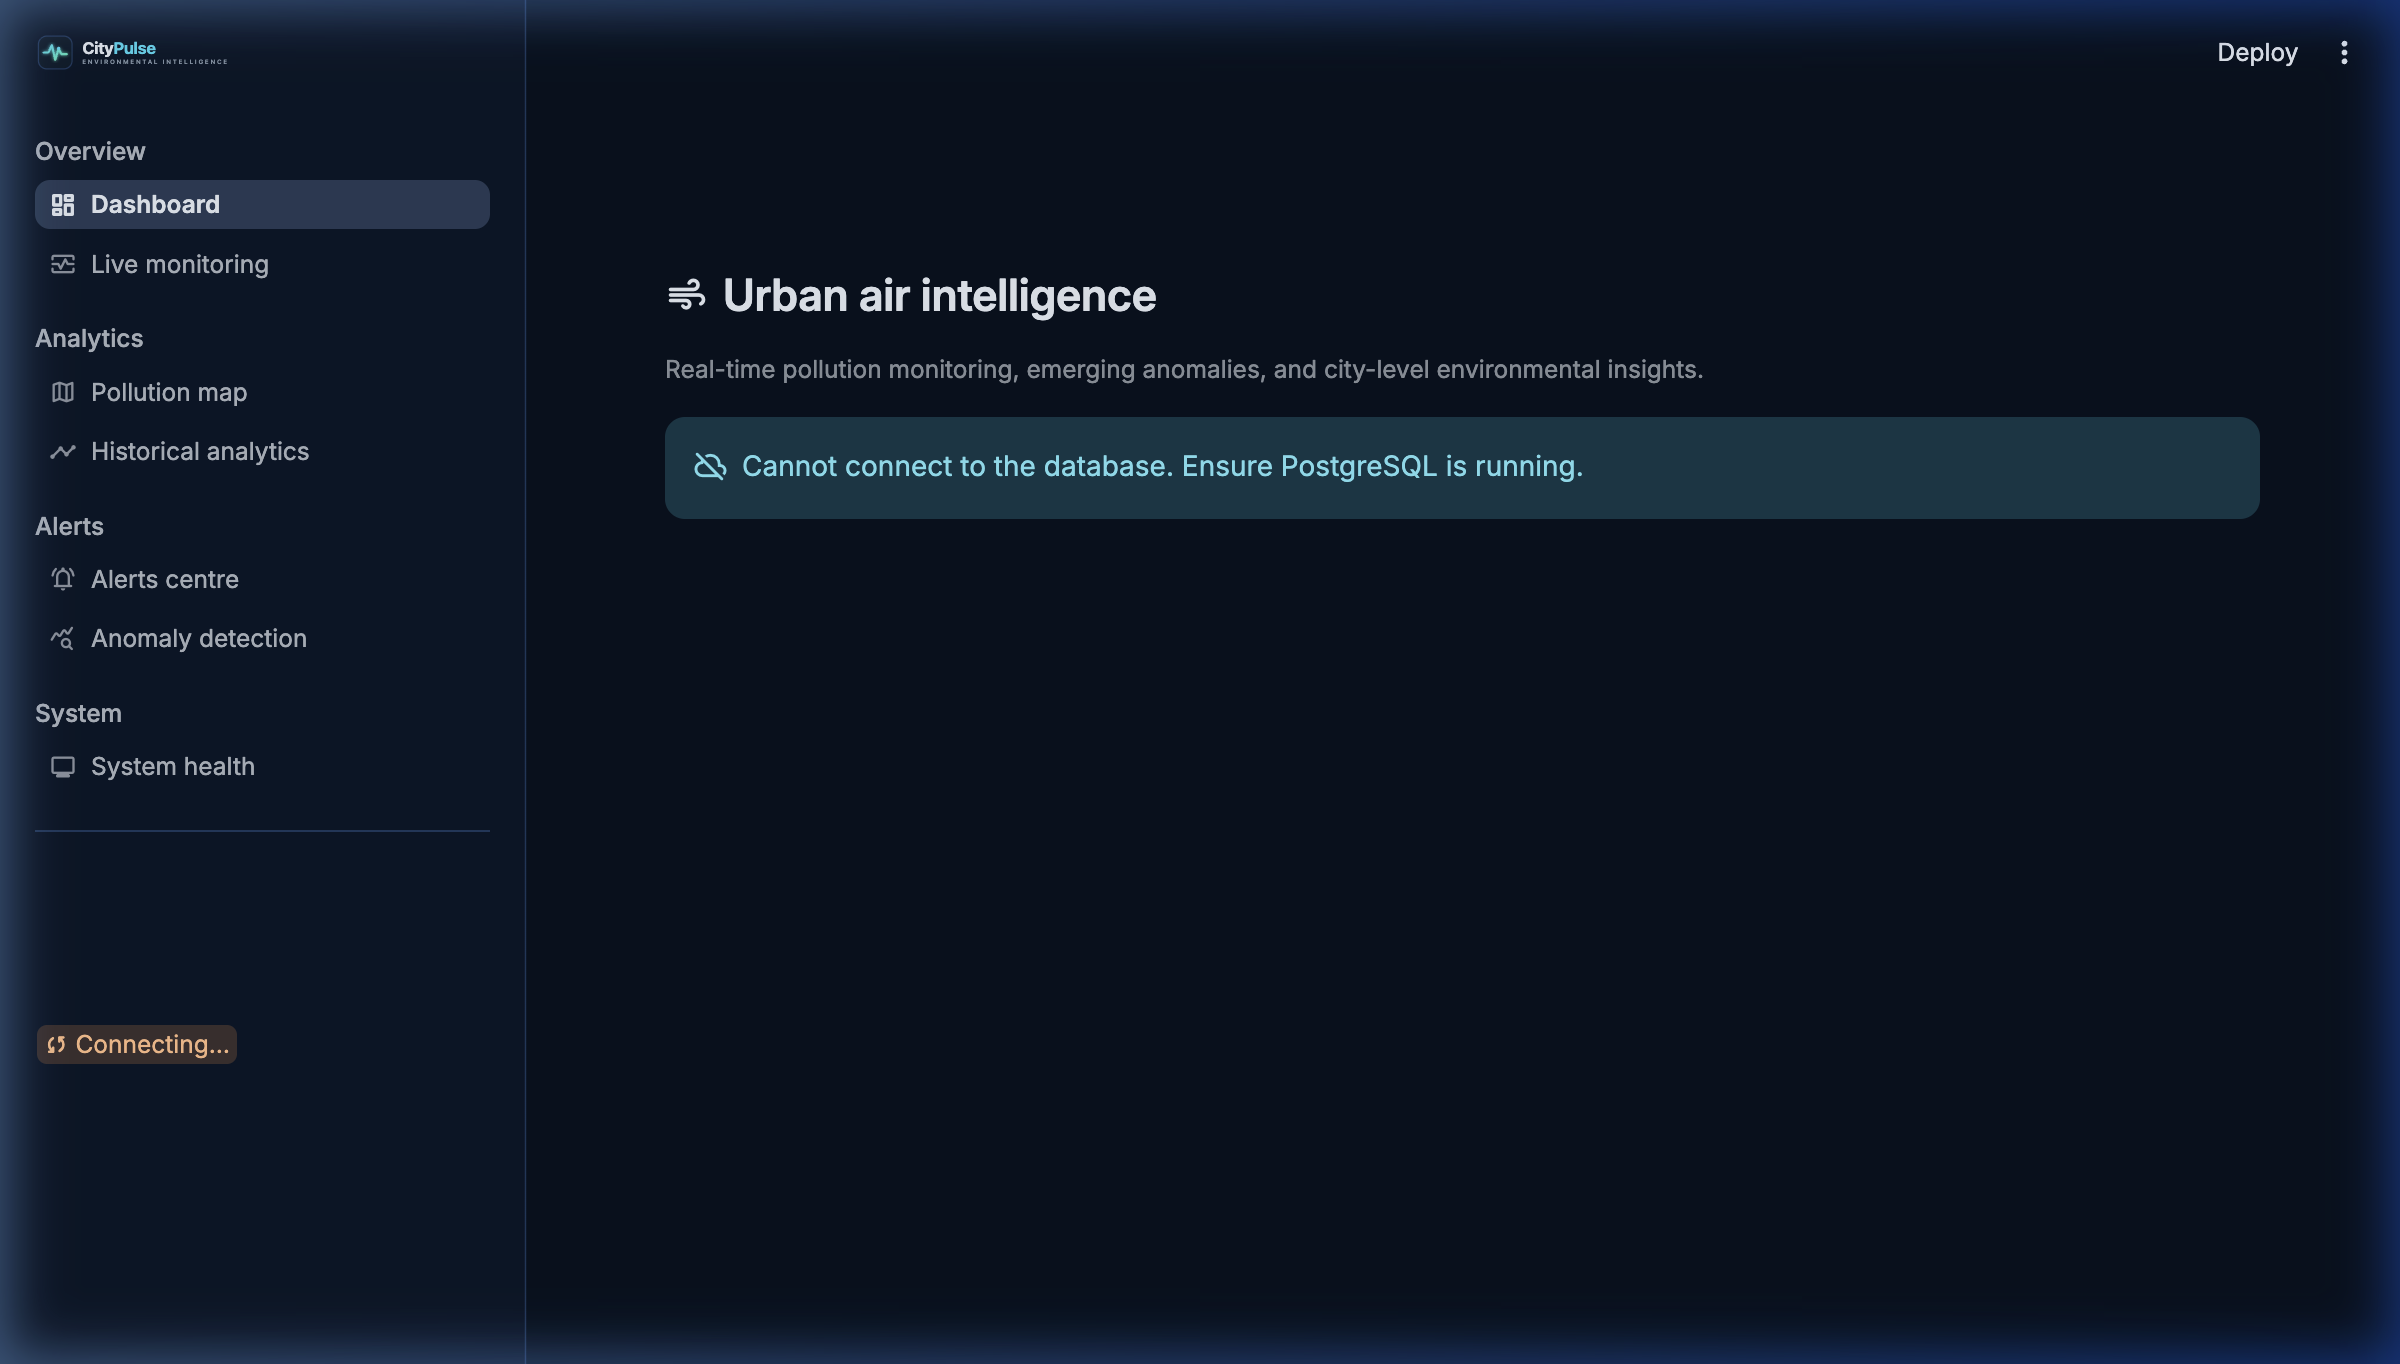 CityPulse
ENVIRONMENTAL INTELLIGENCE
Deploy
Overview
Dashboard
Live monitoring
Analytics
Pollution map
Historical analytics
Alerts
Alerts centre
Anomaly detection
System
System health
Connecting...
Urban air intelligence
Real-time pollution monitoring, emerging anomalies, and city-level environmental insights.
Cannot connect to the database. Ensure PostgreSQL is running.